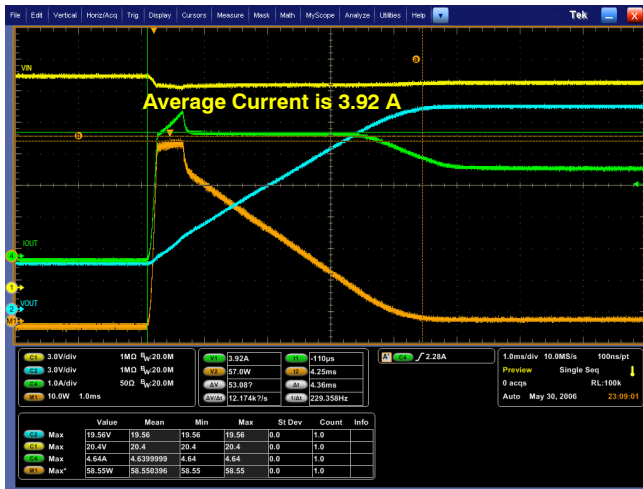 File Edit Vertical Horiz/Acq Trig Display Cursors Measure Mask Math MyScope Analyze Utilities Help Tek X
a
VIN
Average Current is 3.92 A
b
IOUT
4
1
VOUT
2
M1
C1 3.0V/div 1MΩ BW:20.0M
C2 3.0V/div 1MΩ BW:20.0M
C4 1.0A/div 50Ω BW:20.0M
M1 10.0W 1.0ms
V1 3.92A
V2 57.0W
ΔV 53.08?
ΔV/Δt 12.174k?/s
t1 -110μs
t2 4.25ms
Δt 4.36ms
1/Δt 229.358Hz
A' C4 2.28A
1.0ms/div 10.0MS/s 100ns/pt
Preview Single Seq
0 acqs RL:100k
Auto May 30, 2006 23:09:01
Value Mean Min Max St Dev Count Info
C2 Max 19.56V 19.56 19.56 19.56 0.0 1.0
C1 Max 20.4V 20.4 20.4 20.4 0.0 1.0
C4 Max 4.64A 4.6399999 4.64 4.64 0.0 1.0
M1 Max* 58.55W 58.550396 58.55 58.55 0.0 1.0